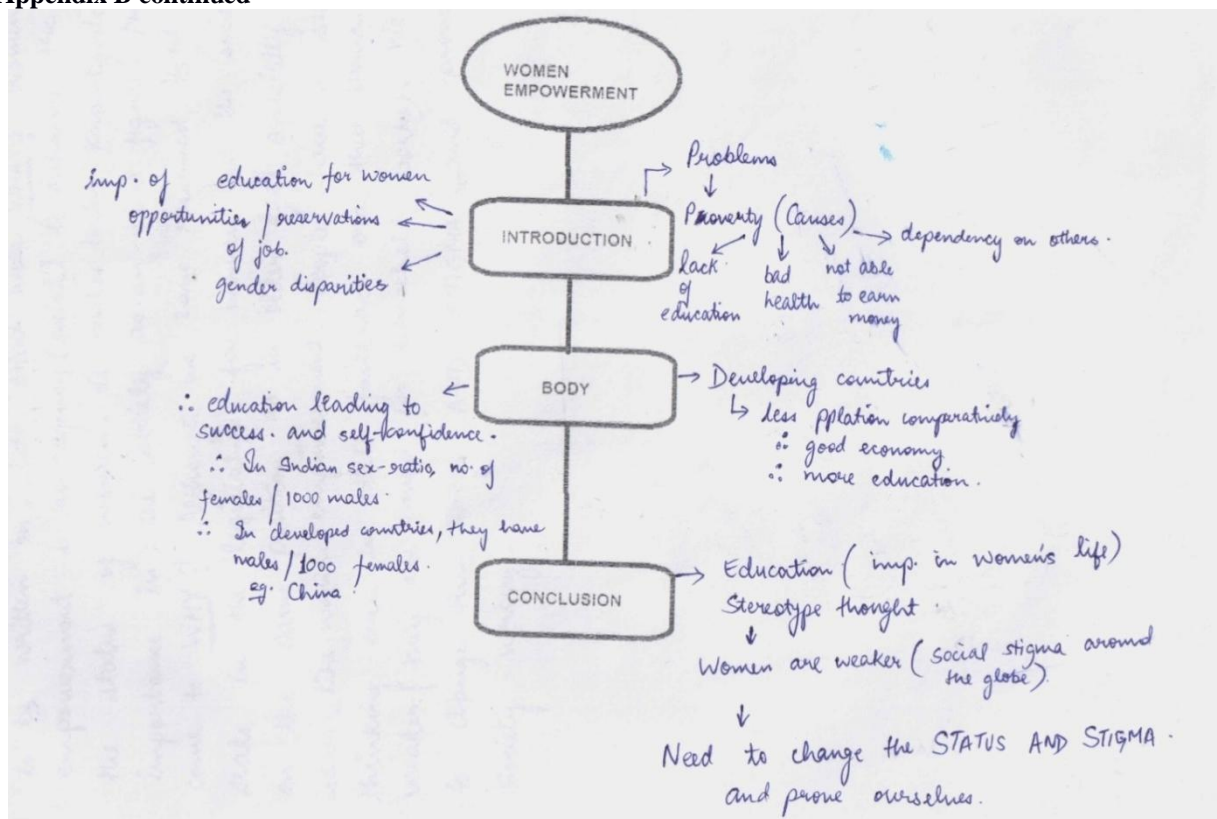 Appendix B continued
WOMEN
EMPOWERMENT
imp. of education for women
opportunities / reservations
of job.
gender disparities
INTRODUCTION
Problems
Poverty (Causes)
dependency on others.
lack
of
education
bad
health
not able
to earn
money
BODY
∴ education leading to
success. and self-confidence.
∴ In Indian sex-ratio, no. of
females / 1000 males.
∴ In developed countries, they have
males / 1000 females.
eg. China
Developing countries
less pplation comparatively
∴ good economy
∴ more education.
CONCLUSION
Education ( imp. in women's life)
Stereotype thought
Women are weaker ( social stigma around
the globe)
Need to change the STATUS AND STIGMA.
and prove ourselves.